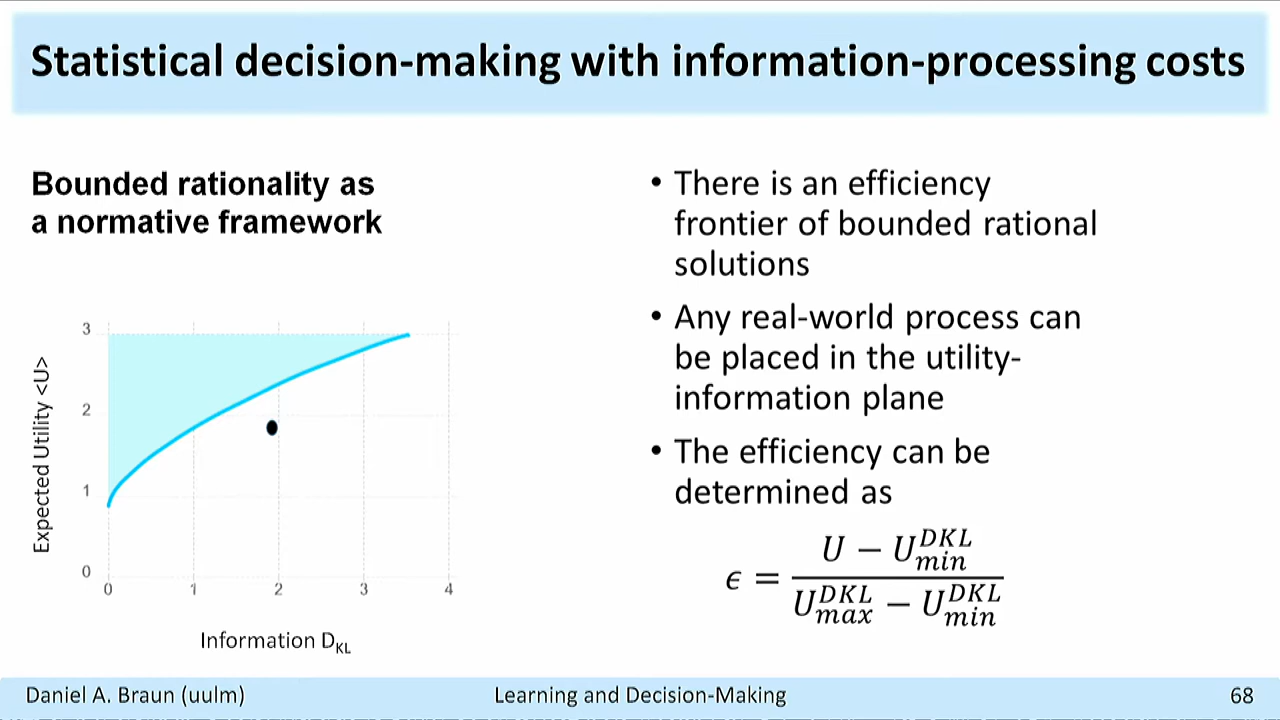 Statistical decision-making with information-processing costs
Bounded rationality as
a normative framework
3
2
1
0
0 1 2 3 4
Expected Utility <U>
Information D_KL
• There is an efficiency
frontier of bounded rational
solutions
• Any real-world process can
be placed in the utility-
information plane
• The efficiency can be
determined as
ϵ = (U − U_min^DKL) / (U_max^DKL − U_min^DKL)
Daniel A. Braun (uulm)
Learning and Decision-Making
68